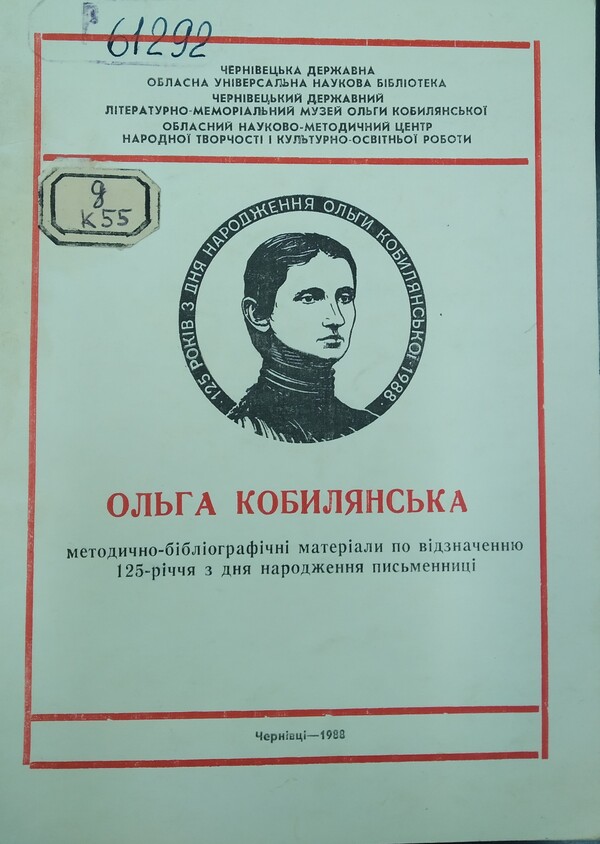 61292
ЧЕРНІВЕЦЬКА ДЕРЖАВНА
ОБЛАСНА УНІВЕРСАЛЬНА НАУКОВА БІБЛІОТЕКА
ЧЕРНІВЕЦЬКИЙ ДЕРЖАВНИЙ
ЛІТЕРАТУРНО-МЕМОРІАЛЬНИЙ МУЗЕЙ ОЛЬГИ КОБИЛЯНСЬКОЇ
ОБЛАСНИЙ НАУКОВО-МЕТОДИЧНИЙ ЦЕНТР
НАРОДНОЇ ТВОРЧОСТІ І КУЛЬТУРНО-ОСВІТНЬОЇ РОБОТИ
д
К55
· 125 РОКІВ З ДНЯ НАРОДЖЕННЯ ОЛЬГИ КОБИЛЯНСЬКОЇ · 1988 ·
ОЛЬГА КОБИЛЯНСЬКА
методично-бібліографічні матеріали по відзначенню
125-річчя з дня народження письменниці
Чернівці—1988